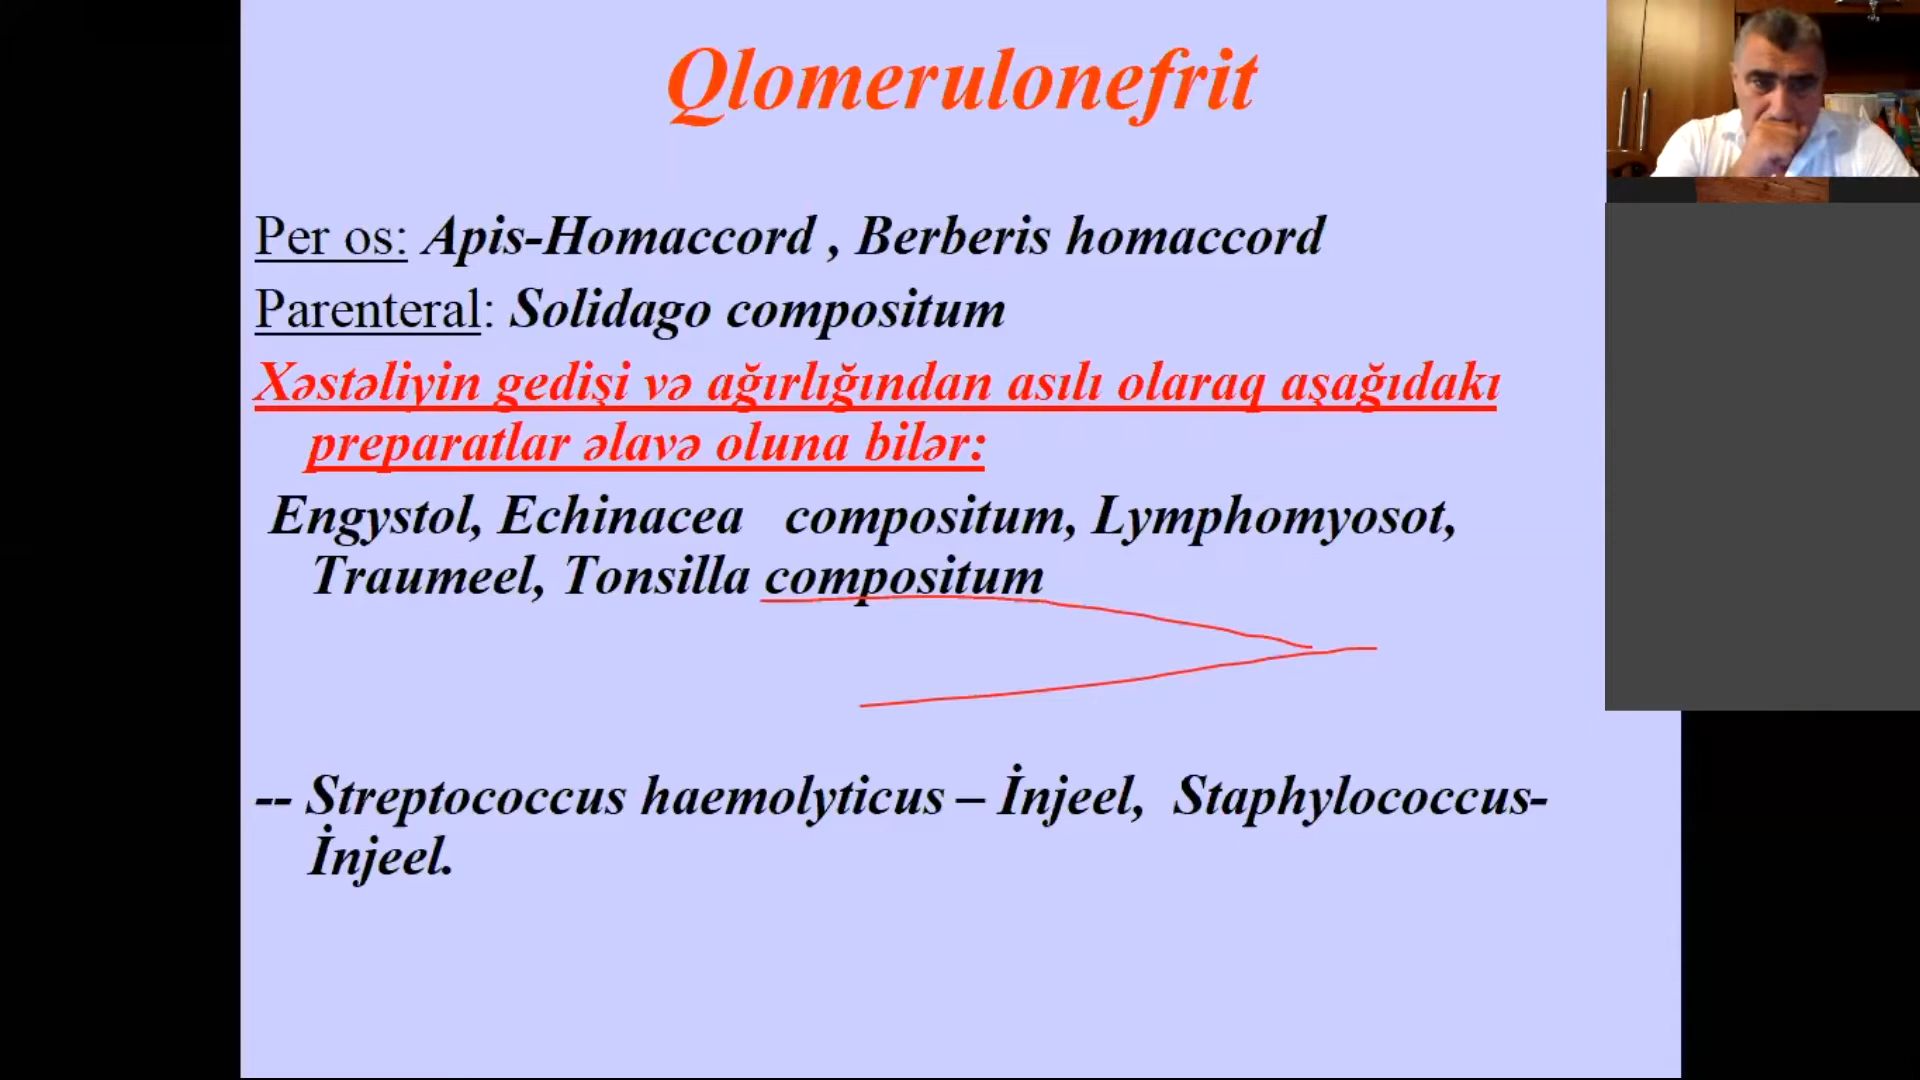 Qlomerulonefrit
Per os: Apis-Homaccord , Berberis homaccord
Parenteral: Solidago compositum
Xəstəliyin gedişi və ağırlığından asılı olaraq aşağıdakı
preparatlar əlavə oluna bilər:
Engystol, Echinacea compositum, Lymphomyosot,
Traumeel, Tonsilla compositum
-- Streptococcus haemolyticus – İnjeel, Staphylococcus-
İnjeel.